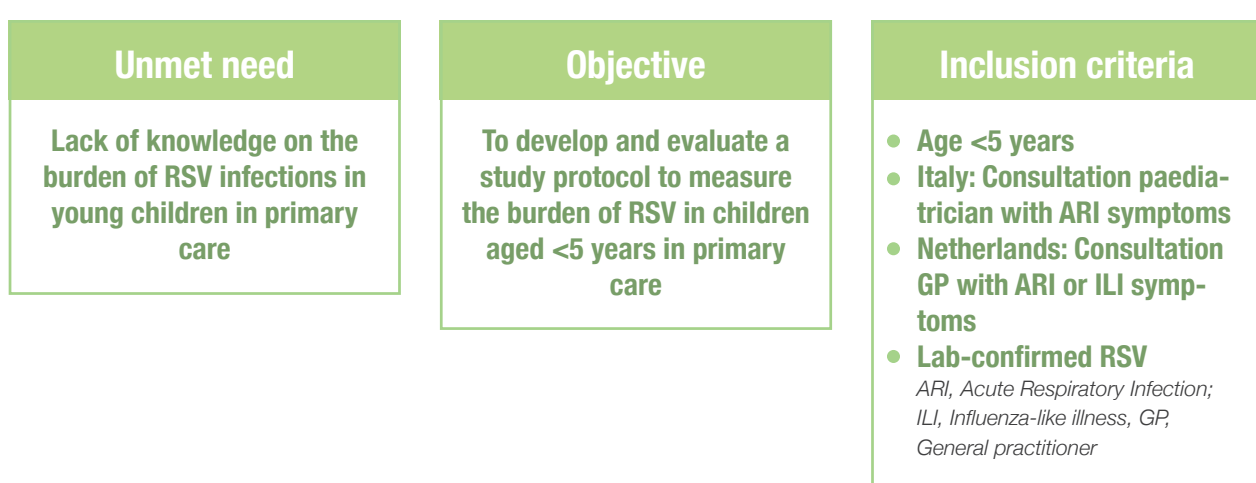 Unmet need
Lack of knowledge on the
burden of RSV infections in
young children in primary
care
Objective
To develop and evaluate a
study protocol to measure
the burden of RSV in children
aged <5 years in primary
care
Inclusion criteria
• Age <5 years
• Italy: Consultation paedia-
trician with ARI symptoms
• Netherlands: Consultation
GP with ARI or ILI symp-
toms
• Lab-confirmed RSV
ARI, Acute Respiratory Infection;
ILI, Influenza-like illness, GP,
General practitioner